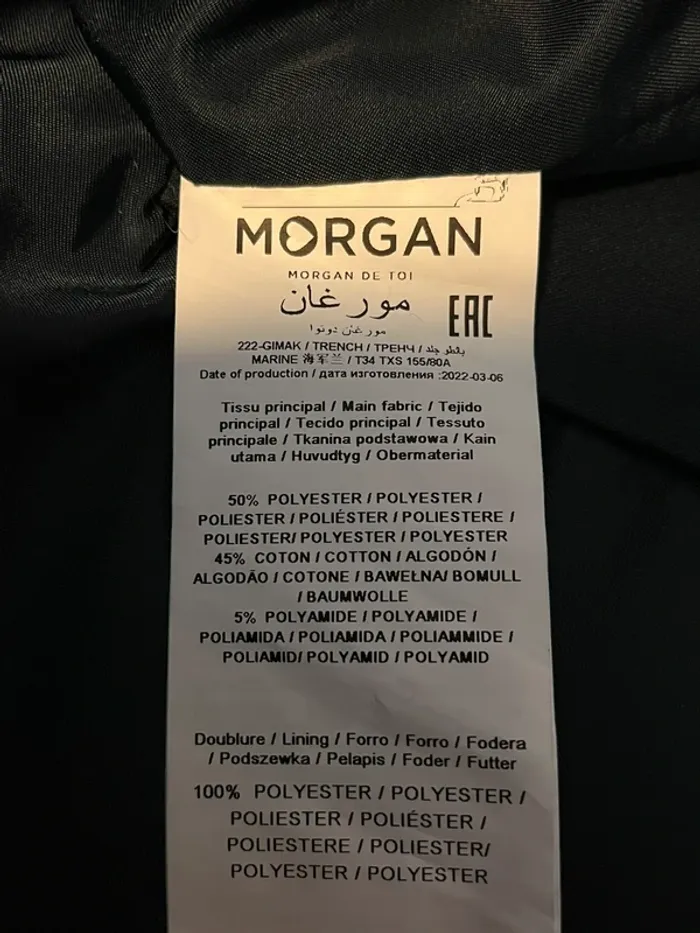 MORGAN
MORGAN DE TOI
مورغان
مورغان دوتوا
EAC
222-GIMAK / TRENCH / ТРЕНЧ / جلد
MARINE 海军兰 / T34 TXS 155/80A
Date of production / дата изготовления :2022-03-06
Tissu principal / Main fabric / Tejido
principal / Tecido principal / Tessuto
principale / Tkanina podstawowa / Kain
utama / Huvudtyg / Obermaterial
50% POLYESTER / POLYESTER /
POLIESTER/ POLIÉSTER / POLIESTERE /
POLIESTER/ POLYESTER / POLYESTER
45% COTON / COTTON / ALGODÓN /
ALGODÃO / COTONE / BAWEŁNA/ BOMULL
/ BAUMWOLLE
5% POLYAMIDE / POLYAMIDE /
POLIAMIDA / POLIAMIDA / POLIAMMIDE /
POLIAMID/ POLYAMID / POLYAMID
Doublure / Lining / Forro / Forro / Fodera
/ Podszewka / Pelapis / Foder / Futter
100% POLYESTER / POLYESTER /
POLIESTER / POLIÉSTER /
POLIESTERE / POLIESTER/
POLYESTER / POLYESTER